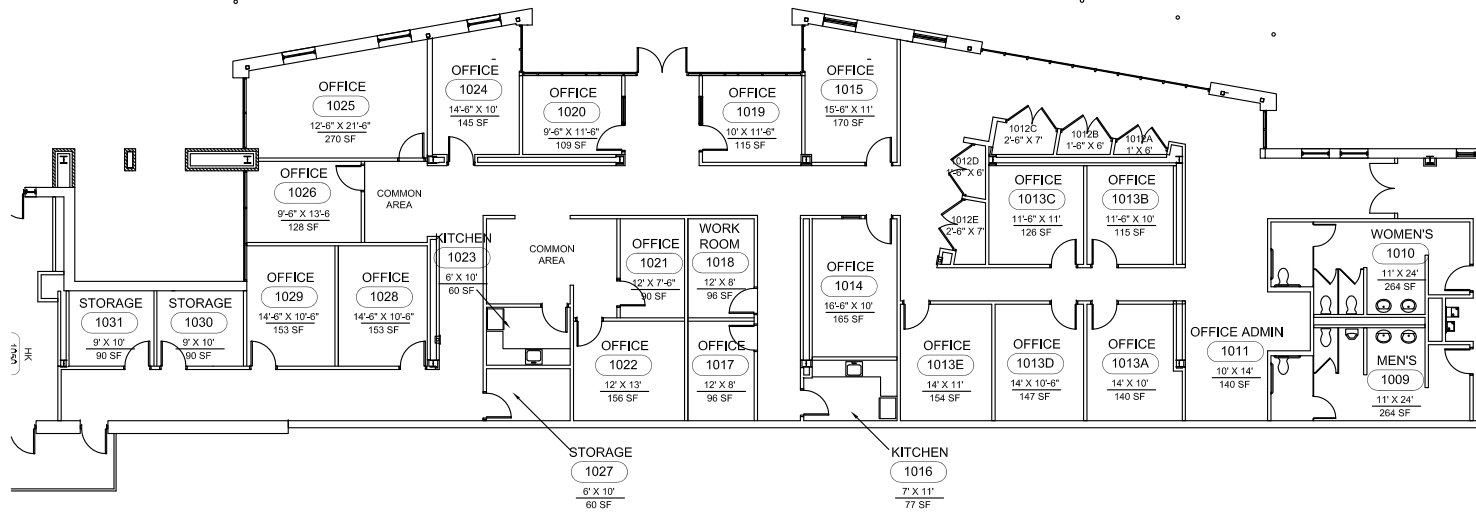 OFFICE
1025
12'-6" X 21'-6"
270 SF
OFFICE
1024
14'-6" X 10'
145 SF
OFFICE
1020
9'-6" X 11'-6"
109 SF
OFFICE
1019
10' X 11'-6"
115 SF
OFFICE
1015
15'-6" X 11'
170 SF
1012C
2'-6" X 7'
1012B
1'-6" X 6'
1012A
1' X 6'
1012D
1'-6" X 6'
1012E
2'-6" X 7'
OFFICE
1026
9'-6" X 13'-6
128 SF
COMMON
AREA
OFFICE
1013C
11'-6" X 11'
126 SF
OFFICE
1013B
11'-6" X 10'
115 SF
KITCHEN
1023
6' X 10'
60 SF
COMMON
AREA
OFFICE
1021
12' X 7'-6"
90 SF
WORK
ROOM
1018
12' X 8'
96 SF
OFFICE
1014
16'-6" X 10'
165 SF
WOMEN'S
1010
11' X 24'
264 SF
STORAGE
1031
9' X 10'
90 SF
STORAGE
1030
9' X 10'
90 SF
OFFICE
1029
14'-6" X 10'-6"
153 SF
OFFICE
1028
14'-6" X 10'-6"
153 SF
OFFICE
1022
12' X 13'
156 SF
OFFICE
1017
12' X 8'
96 SF
OFFICE
1013E
14' X 11'
154 SF
OFFICE
1013D
14' X 10'-6"
147 SF
OFFICE
1013A
14' X 10'
140 SF
OFFICE ADMIN
1011
10' X 14'
140 SF
MEN'S
1009
11' X 24'
264 SF
HK
STORAGE
1027
6' X 10'
60 SF
KITCHEN
1016
7' X 11'
77 SF